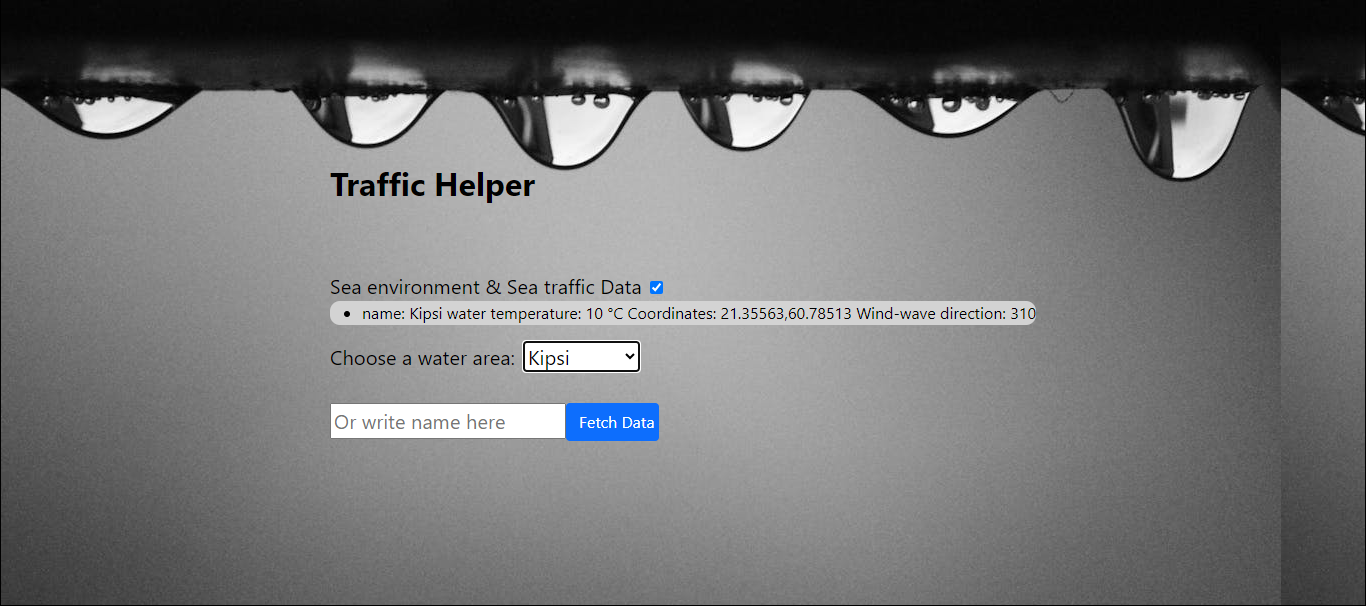 Traffic Helper
Sea environment & Sea traffic Data
name: Kipsi water temperature: 10 °C Coordinates: 21.35563,60.78513 Wind-wave direction: 310
Choose a water area: Kipsi
Or write name here Fetch Data